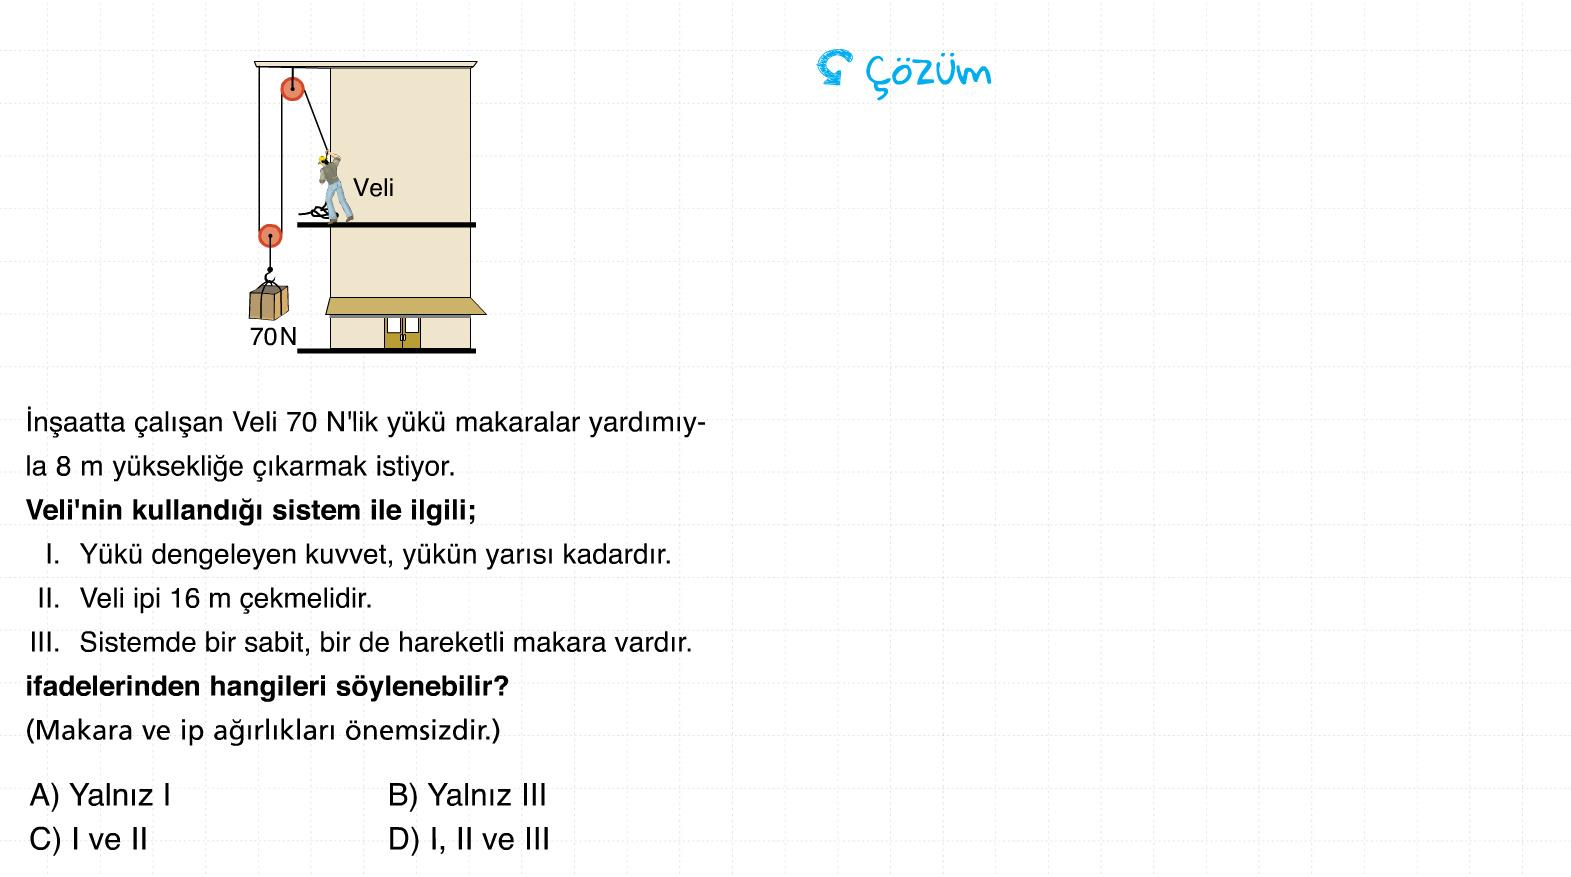 Çözüm
Veli
70 N
İnşaatta çalışan Veli 70 N'lik yükü makaralar yardımıy-
la 8 m yüksekliğe çıkarmak istiyor.
Veli'nin kullandığı sistem ile ilgili;
I. Yükü dengeleyen kuvvet, yükün yarısı kadardır.
II. Veli ipi 16 m çekmelidir.
III. Sistemde bir sabit, bir de hareketli makara vardır.
ifadelerinden hangileri söylenebilir?
(Makara ve ip ağırlıkları önemsizdir.)
A) Yalnız I B) Yalnız III
C) I ve II D) I, II ve III